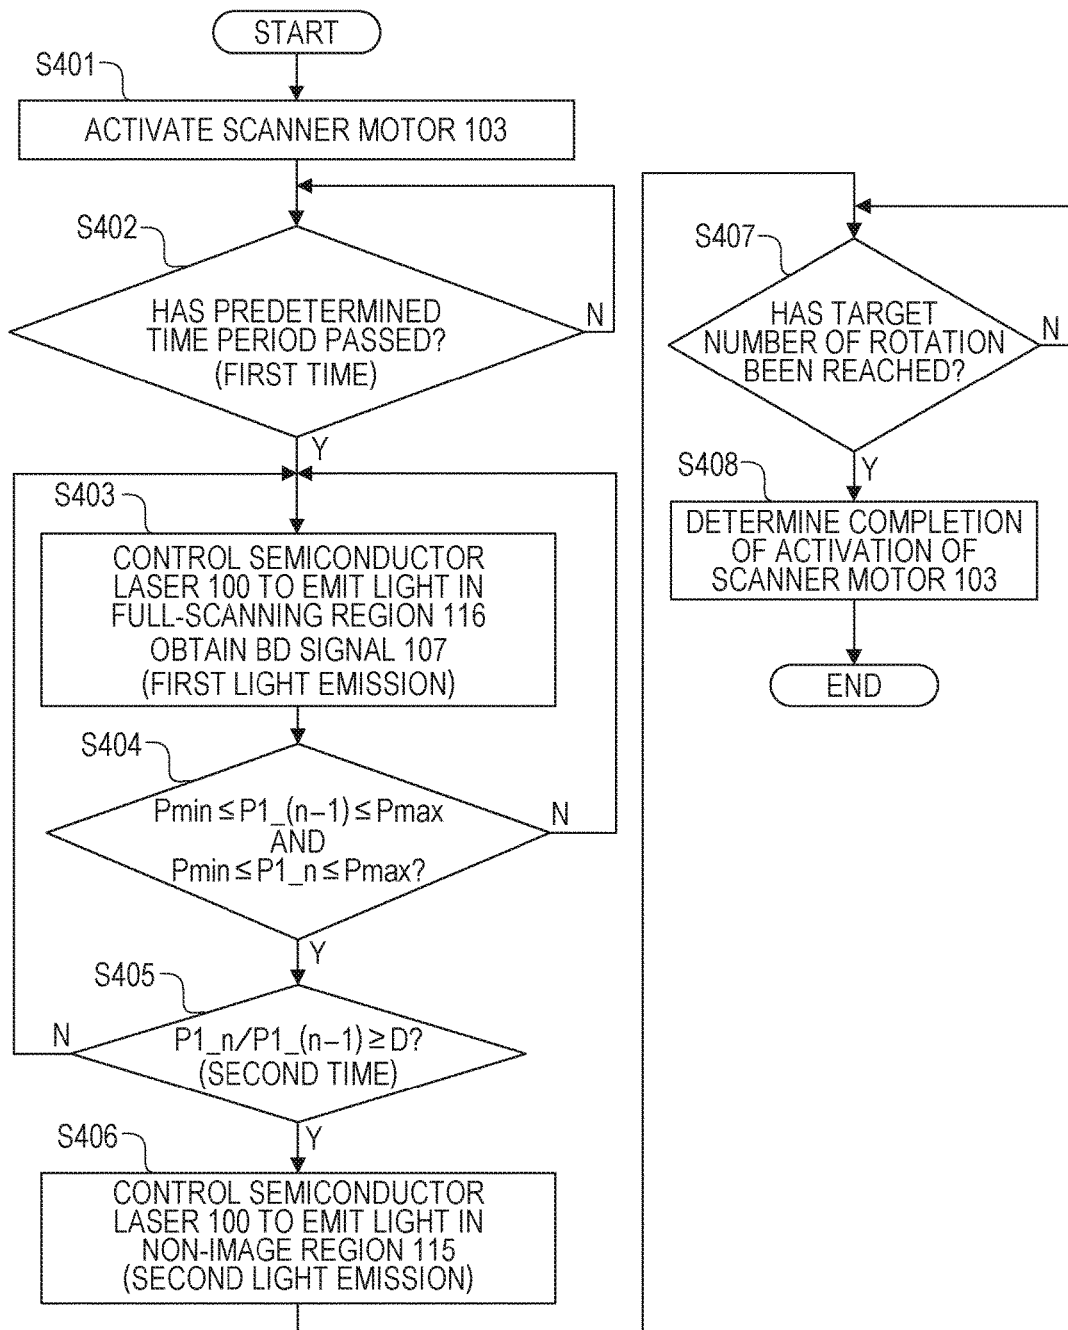 START
S401
ACTIVATE SCANNER MOTOR 103
S402
HAS PREDETERMINED
TIME PERIOD PASSED?
(FIRST TIME)
N
Y
S403
CONTROL SEMICONDUCTOR
LASER 100 TO EMIT LIGHT IN
FULL-SCANNING REGION 116
OBTAIN BD SIGNAL 107
(FIRST LIGHT EMISSION)
S404
Pmin≤P1_(n−1)≤Pmax
AND
Pmin≤P1_n≤Pmax?
N
Y
S405
P1_n/P1_(n−1)≥D?
(SECOND TIME)
N
Y
S406
CONTROL SEMICONDUCTOR
LASER 100 TO EMIT LIGHT IN
NON-IMAGE REGION 115
(SECOND LIGHT EMISSION)
S407
HAS TARGET
NUMBER OF ROTATION
BEEN REACHED?
N
Y
S408
DETERMINE COMPLETION
OF ACTIVATION OF
SCANNER MOTOR 103
END